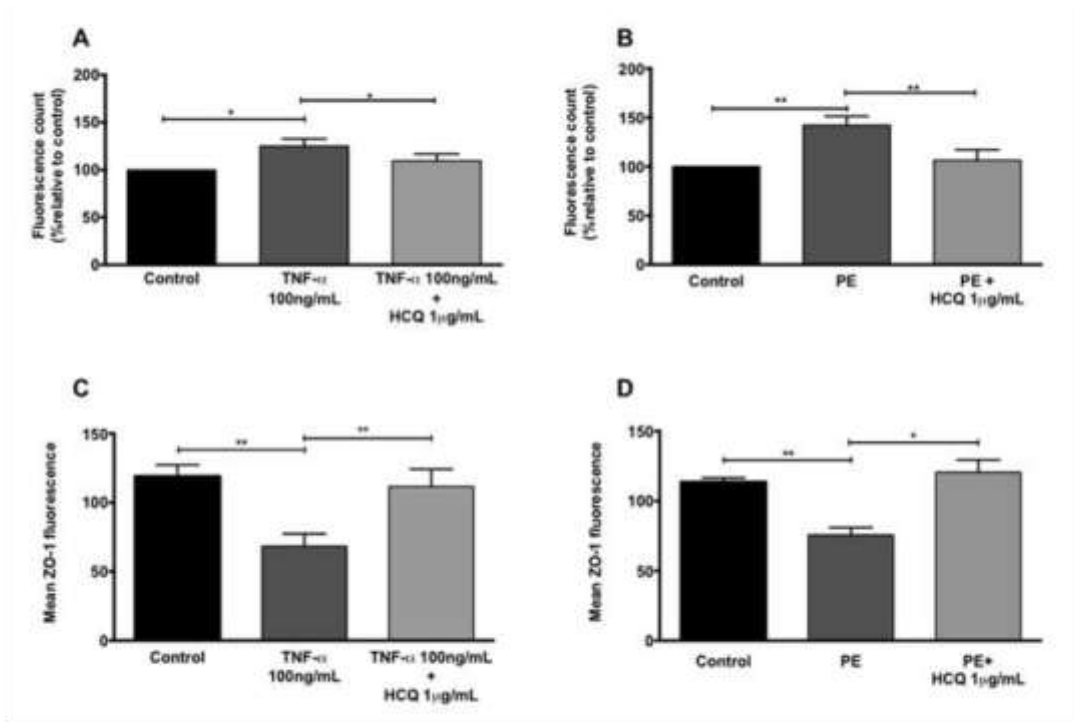 A
Fluorescence count
(%relative to control)
200
150
100
50
0
*
*
Control
TNF-α
100ng/mL
TNF-α 100ng/mL
+
HCQ 1μg/mL
B
Fluorescence count
(%relative to control)
200
150
100
50
0
**
**
Control
PE
PE +
HCQ 1μg/mL
C
Mean ZO-1 fluorescence
150
100
50
0
**
**
Control
TNF-α
100ng/mL
TNF-α 100ng/mL
+
HCQ 1μg/mL
D
Mean ZO-1 fluorescence
150
100
50
0
**
*
Control
PE
PE+
HCQ 1μg/mL